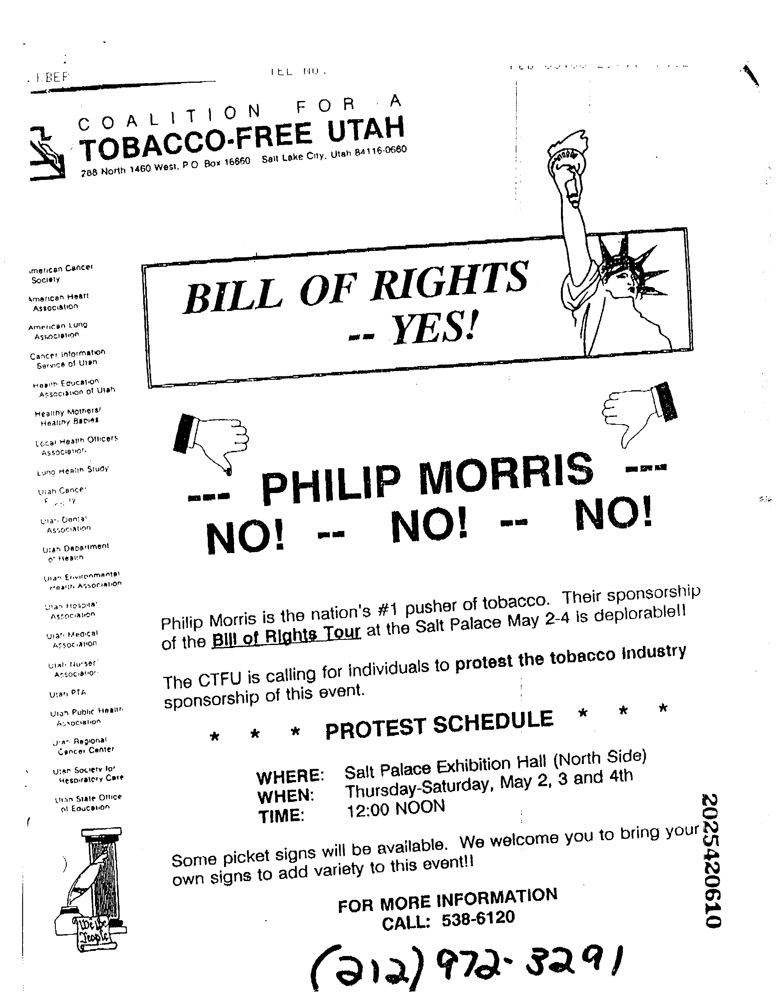 TEL NO.
COALITION FOR A
TOBACCO-FREE UTAH
288 North 1460 West, P O Box 16660 Salt Lake City, Utah 84116-0660
American Cancer
Society
American Heart
Association
American Lung
Association
Cancer Information
Service of Utah
Health Education
Association of Utah
Healthy Mothers/
Healthy Babies
Local Health Officers
Association
Lung Health Study
Utah Cancer
Utah Dental
Association
Utah Department
of Health
Utah Environmental
Health Association
Utah Hospital
Association
Utah Medical
Association
Utah Nurses'
Association
Utah PTA
Utah Public Health
Association
Utah Regional
Cancer Center
Utah Society for
Respiratory Care
Utah State Office
of Education
We the
People
BILL OF RIGHTS
-- YES!
--- PHILIP MORRIS ---
NO! -- NO! -- NO!
Philip Morris is the nation's #1 pusher of tobacco. Their sponsorship
of the Bill of Rights Tour at the Salt Palace May 2-4 is deplorable!!
The CTFU is calling for individuals to protest the tobacco industry
sponsorship of this event.
* * * PROTEST SCHEDULE * * *
WHERE: Salt Palace Exhibition Hall (North Side)
WHEN: Thursday-Saturday, May 2, 3 and 4th
TIME: 12:00 NOON
Some picket signs will be available. We welcome you to bring your
own signs to add variety to this event!!
FOR MORE INFORMATION
CALL: 538-6120
(212) 972-3291
2025420610